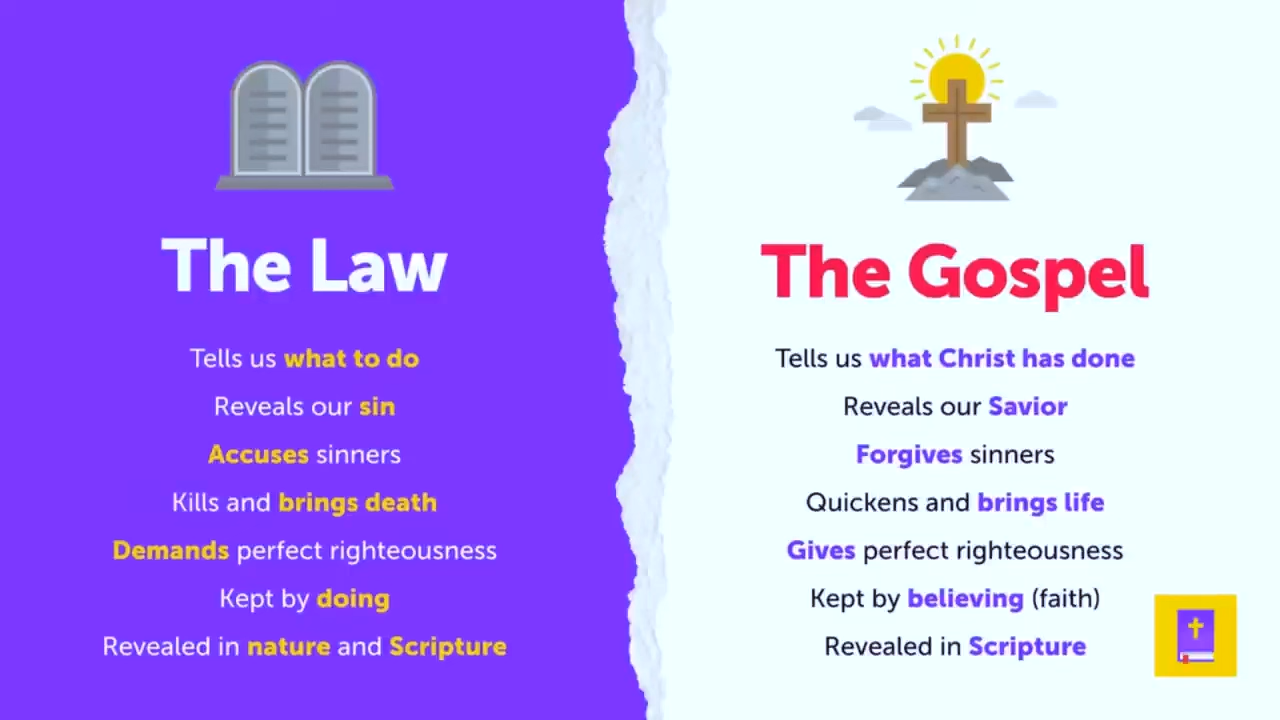 The Law
Tells us what to do
Reveals our sin
Accuses sinners
Kills and brings death
Demands perfect righteousness
Kept by doing
Revealed in nature and Scripture
The Gospel
Tells us what Christ has done
Reveals our Savior
Forgives sinners
Quickens and brings life
Gives perfect righteousness
Kept by believing (faith)
Revealed in Scripture